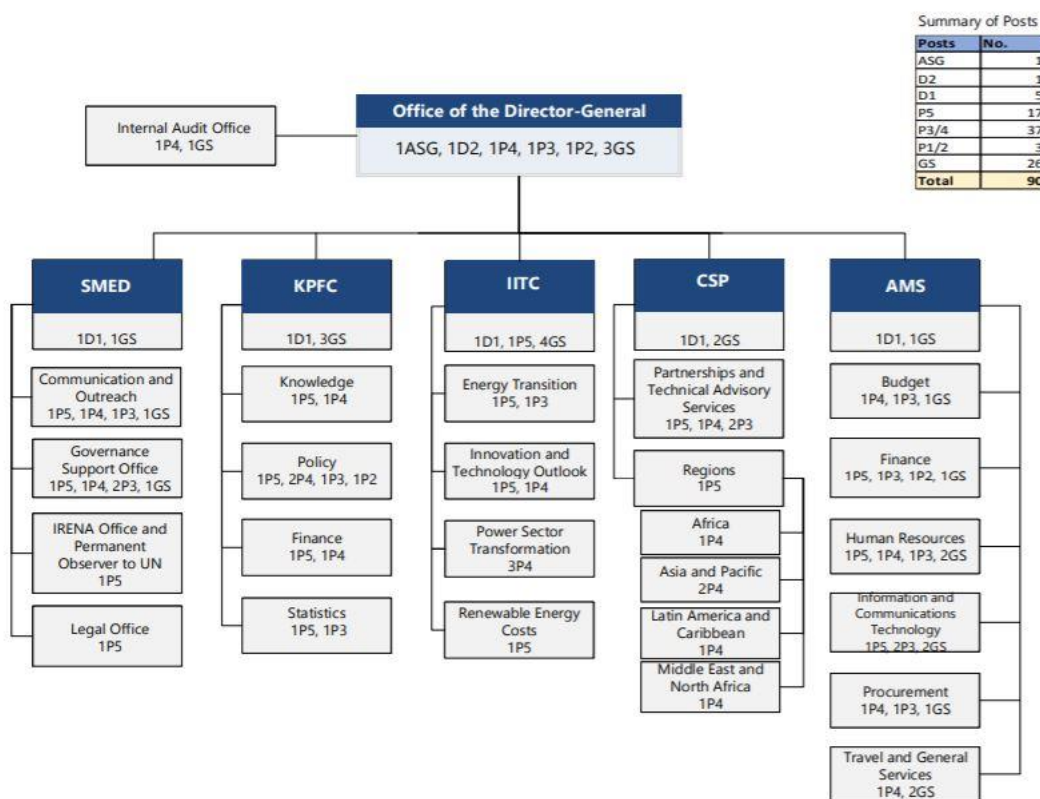 Summary of Posts
Posts No.
ASG 1
D2 1
D1 5
P5 17
P3/4 37
P1/2 3
GS 26
Total 90
Office of the Director-General
1ASG, 1D2, 1P4, 1P3, 1P2, 3GS
Internal Audit Office
1P4, 1GS
SMED
1D1, 1GS
Communication and
Outreach
1P5, 1P4, 1P3, 1GS
Governance
Support Office
1P5, 1P4, 2P3, 1GS
IRENA Office and
Permanent
Observer to UN
1P5
Legal Office
1P5
KPFC
1D1, 3GS
Knowledge
1P5, 1P4
Policy
1P5, 2P4, 1P3, 1P2
Finance
1P5, 1P4
Statistics
1P5, 1P3
IITC
1D1, 1P5, 4GS
Energy Transition
1P5, 1P3
Innovation and
Technology Outlook
1P5, 1P4
Power Sector
Transformation
3P4
Renewable Energy
Costs
1P5
CSP
1D1, 2GS
Partnerships and
Technical Advisory
Services
1P5, 1P4, 2P3
Regions
1P5
Africa
1P4
Asia and Pacific
2P4
Latin America and
Caribbean
1P4
Middle East and
North Africa
1P4
AMS
1D1, 1GS
Budget
1P4, 1P3, 1GS
Finance
1P5, 1P3, 1P2, 1GS
Human Resources
1P5, 1P4, 1P3, 2GS
Information and
Communications
Technology
1P5, 2P3, 2GS
Procurement
1P4, 1P3, 1GS
Travel and General
Services
1P4, 2GS